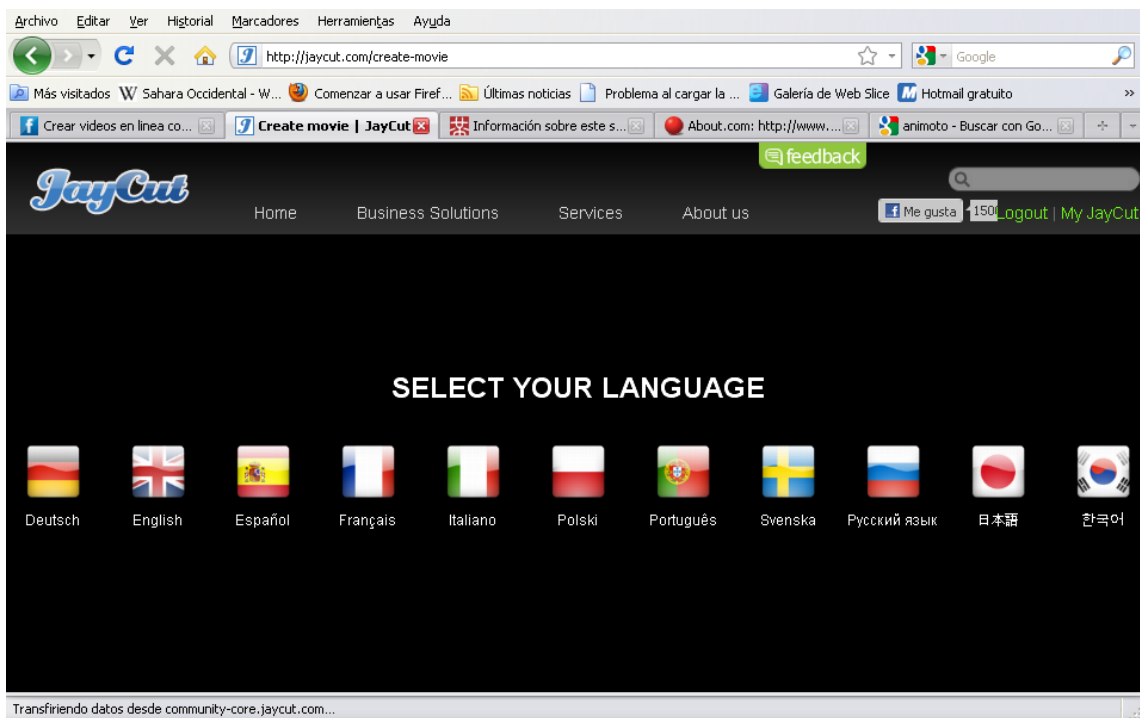 Archivo Editar Ver Historial Marcadores Herramientas Ayuda
http://jaycut.com/create-movie Google
Más visitados Sahara Occidental - W... Comenzar a usar Firef... Últimas noticias Problema al cargar la ... Galería de Web Slice Hotmail gratuito »
Crear videos en linea co... Create movie | JayCut Información sobre este s... About.com: http://www.... animoto - Buscar con Go...
feedback
JayCut
Home Business Solutions Services About us Me gusta 150 Logout | My JayCut
SELECT YOUR LANGUAGE
Deutsch English Español Français Italiano Polski Português Svenska Русский язык 日本語 한국어
Transfiriendo datos desde community-core.jaycut.com...